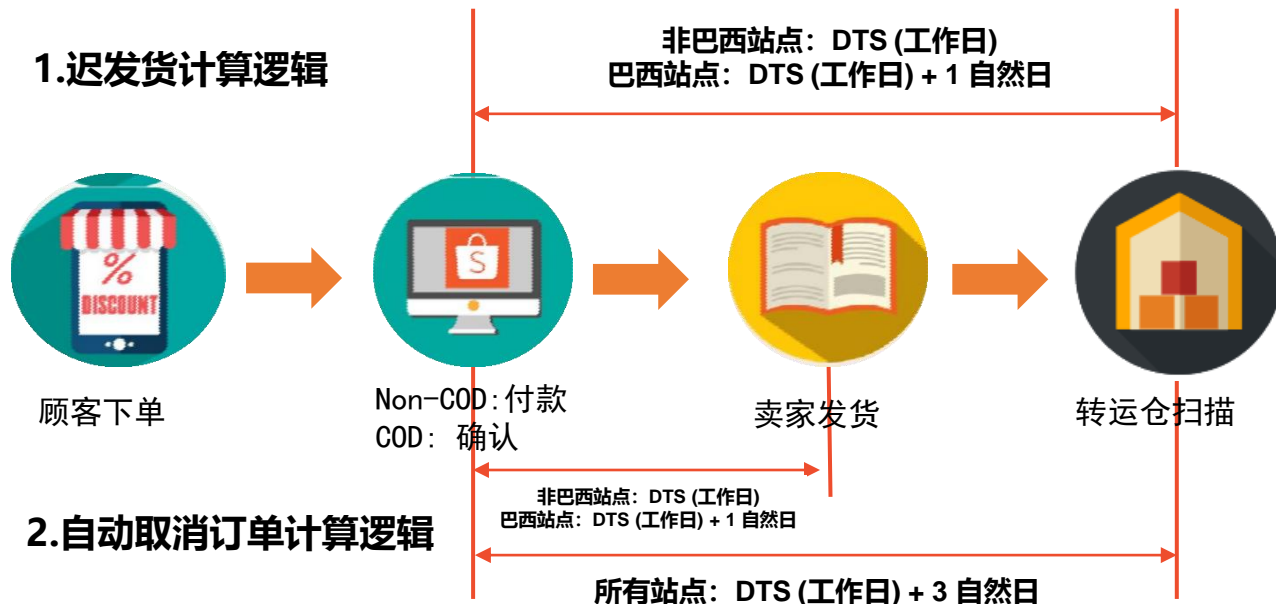 非巴西站点：DTS (工作日)
巴西站点：DTS (工作日) + 1 自然日
1.迟发货计算逻辑
%
DISCOUNT
S
顾客下单
Non-COD:付款
COD: 确认
卖家发货
转运仓扫描
非巴西站点：DTS (工作日)
巴西站点：DTS (工作日) + 1 自然日
2.自动取消订单计算逻辑
所有站点：DTS (工作日) + 3 自然日